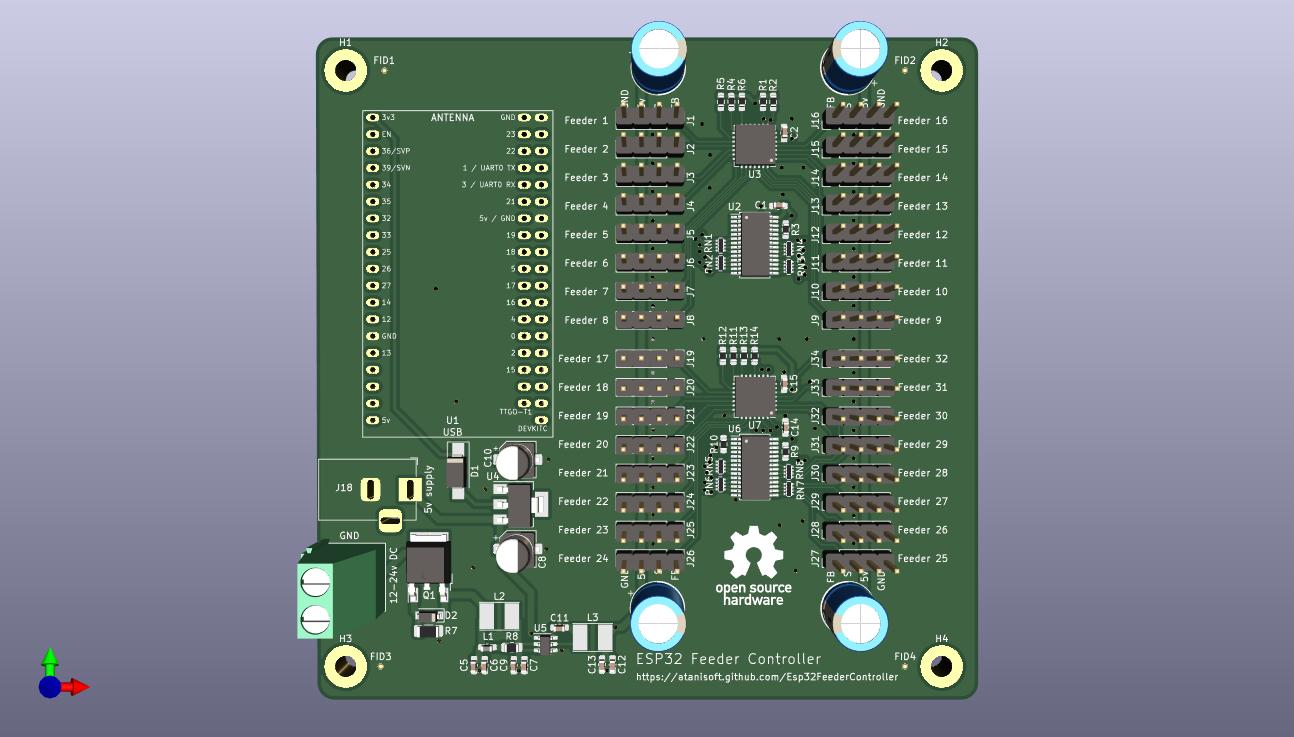 H1
FID1
H2
FID2
R5
R4
R6
R1
R2
C2
U3
3v3
EN
36/SVP
39/SVN
34
35
32
33
25
26
27
14
12
GND
13
5v
ANTENNA
GND
23
22
1 / UART0 TX
3 / UART0 RX
21
5v / GND
19
18
5
17
16
4
0
2
15
TTGO-T1
DEVKITC
U1
USB
Feeder 1
Feeder 2
Feeder 3
Feeder 4
Feeder 5
Feeder 6
Feeder 7
Feeder 8
Feeder 17
Feeder 18
Feeder 19
Feeder 20
Feeder 21
Feeder 22
Feeder 23
Feeder 24
J1
J2
J3
J4
J5
J6
J7
J8
J19
J20
J21
J22
J23
J24
J25
J26
U2
C1
R3
R12
R11
R13
R14
C15
U7
C14
U6
R10
R9
J16
J15
J14
J13
J12
J11
J10
J9
J34
J33
J32
J31
J30
J29
J28
J27
Feeder 16
Feeder 15
Feeder 14
Feeder 13
Feeder 12
Feeder 11
Feeder 10
Feeder 9
Feeder 32
Feeder 31
Feeder 30
Feeder 29
Feeder 28
Feeder 27
Feeder 26
Feeder 25
FB
5v
GND
J18
5v supply
D1
C10
U4
C8
GND
12-24v DC
Q1
D2
R7
L2
L1
R8
U5
C11
L3
C5
C6
C9
C7
C13
C12
open source
hardware
H3
FID3
ESP32 Feeder Controller
https://atanisoft.github.com/Esp32FeederController
H4
FID4